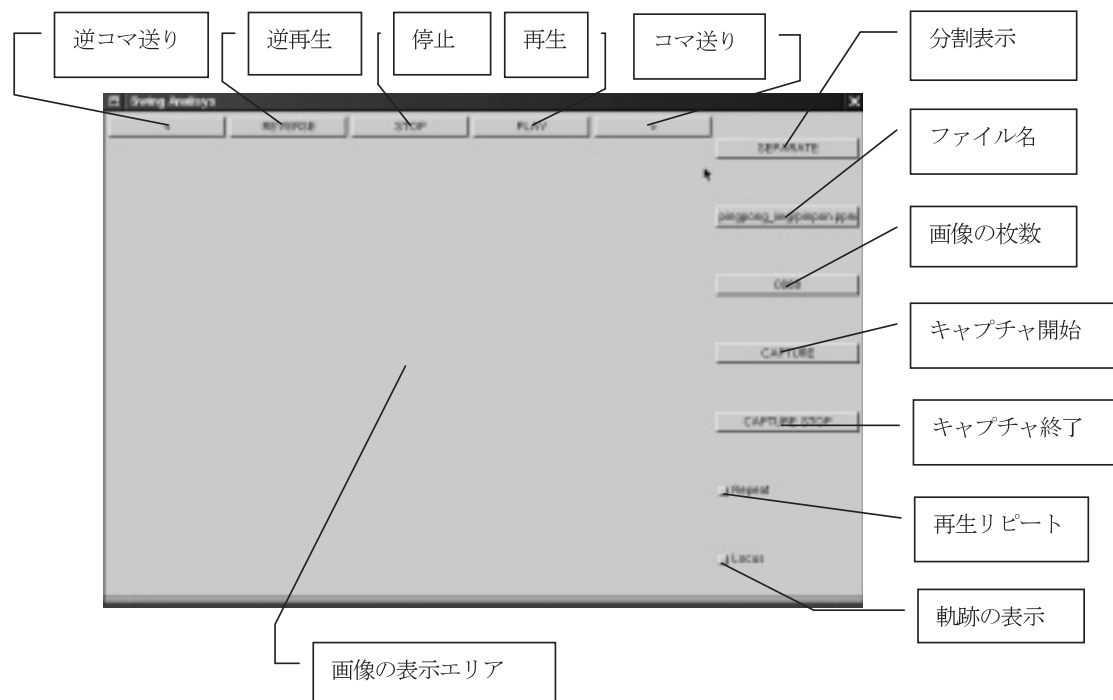 逆コマ送り
逆再生
停止
再生
コマ送り
分割表示
Swing Analisys
REVERSE
STOP
PLAY
SEPARATE
ファイル名
画像の枚数
CAPTURE
キャプチャ開始
CAPTURE STOP
キャプチャ終了
Repeat
再生リピート
Locus
軌跡の表示
画像の表示エリア